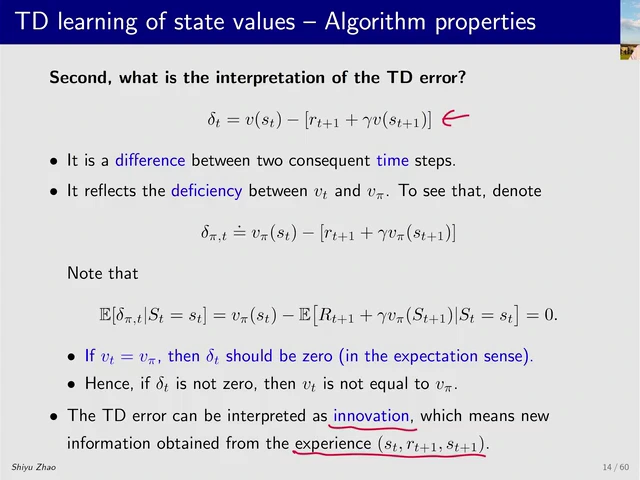 TD learning of state values – Algorithm properties
Second, what is the interpretation of the TD error?
δ_t = v(s_t) − [r_{t+1} + γv(s_{t+1})]
• It is a difference between two consequent time steps.
• It reflects the deficiency between v_t and v_π. To see that, denote
δ_{π,t} ≐ v_π(s_t) − [r_{t+1} + γv_π(s_{t+1})]
Note that
𝔼[δ_{π,t}|S_t = s_t] = v_π(s_t) − 𝔼[R_{t+1} + γv_π(S_{t+1})|S_t = s_t] = 0.
• If v_t = v_π, then δ_t should be zero (in the expectation sense).
• Hence, if δ_t is not zero, then v_t is not equal to v_π.
• The TD error can be interpreted as innovation, which means new
information obtained from the experience (s_t, r_{t+1}, s_{t+1}).
Shiyu Zhao
14 / 60